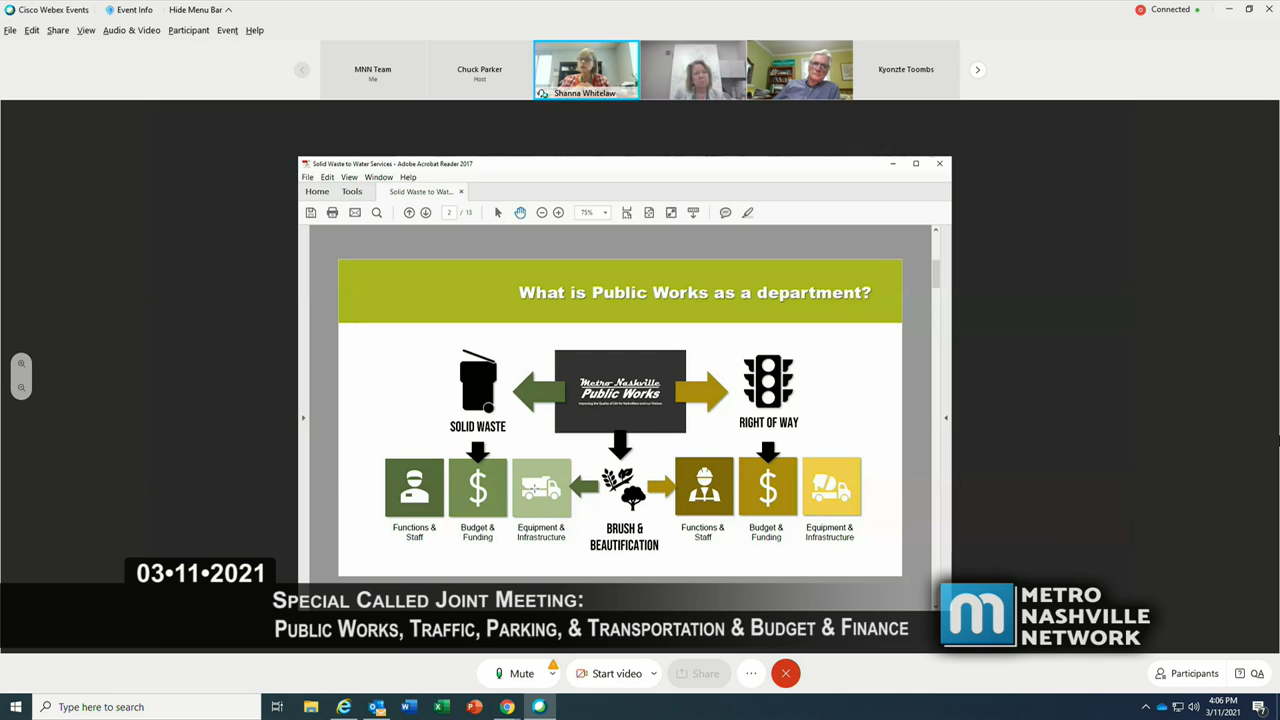 Cisco Webex Events
Event Info
Hide Menu Bar
Connected
File Edit Share View Audio & Video Participant Event Help
MNN Team
Me
Chuck Parker
Host
Shanna Whitelaw
Kyonzte Toombs
Solid Waste to Water Services - Adobe Acrobat Reader 2017
File Edit View Window Help
Home Tools Solid Waste to Wat... ×
2 / 13 75%
What is Public Works as a department?
Metro Nashville
Public Works
SOLID WASTE
RIGHT OF WAY
Functions &
Staff
Budget &
Funding
Equipment &
Infrastructure
BRUSH &
BEAUTIFICATION
Functions &
Staff
Budget &
Funding
Equipment &
Infrastructure
03•11•2021
SPECIAL CALLED JOINT MEETING:
PUBLIC WORKS, TRAFFIC, PARKING, & TRANSPORTATION & BUDGET & FINANCE
METRO
NASHVILLE
NETWORK
Mute
Start video
Share
Participants
QA
Type here to search
4:06 PM
3/11/2021